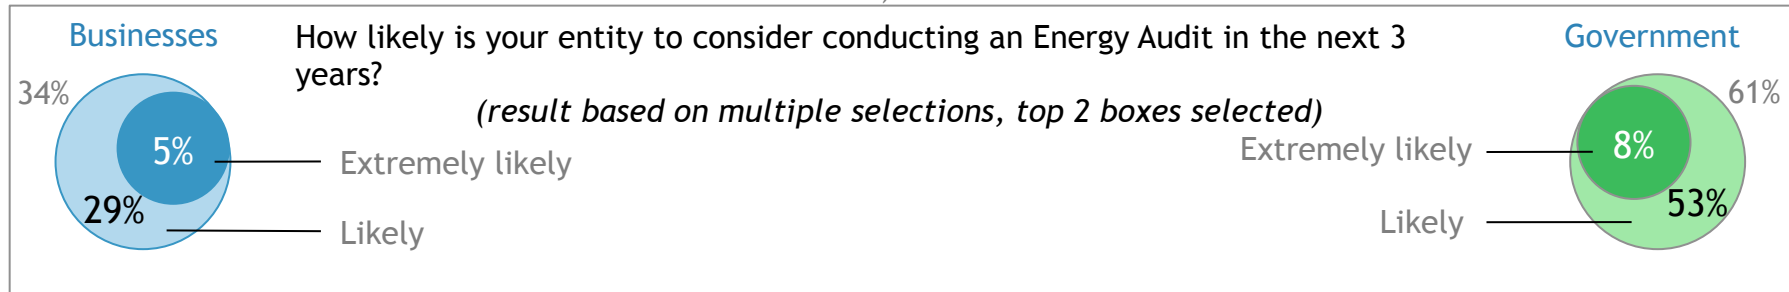 Businesses
How likely is your entity to consider conducting an Energy Audit in the next 3
years?
(result based on multiple selections, top 2 boxes selected)
Government
34%
5%
29%
Extremely likely
Likely
61%
8%
53%
Extremely likely
Likely